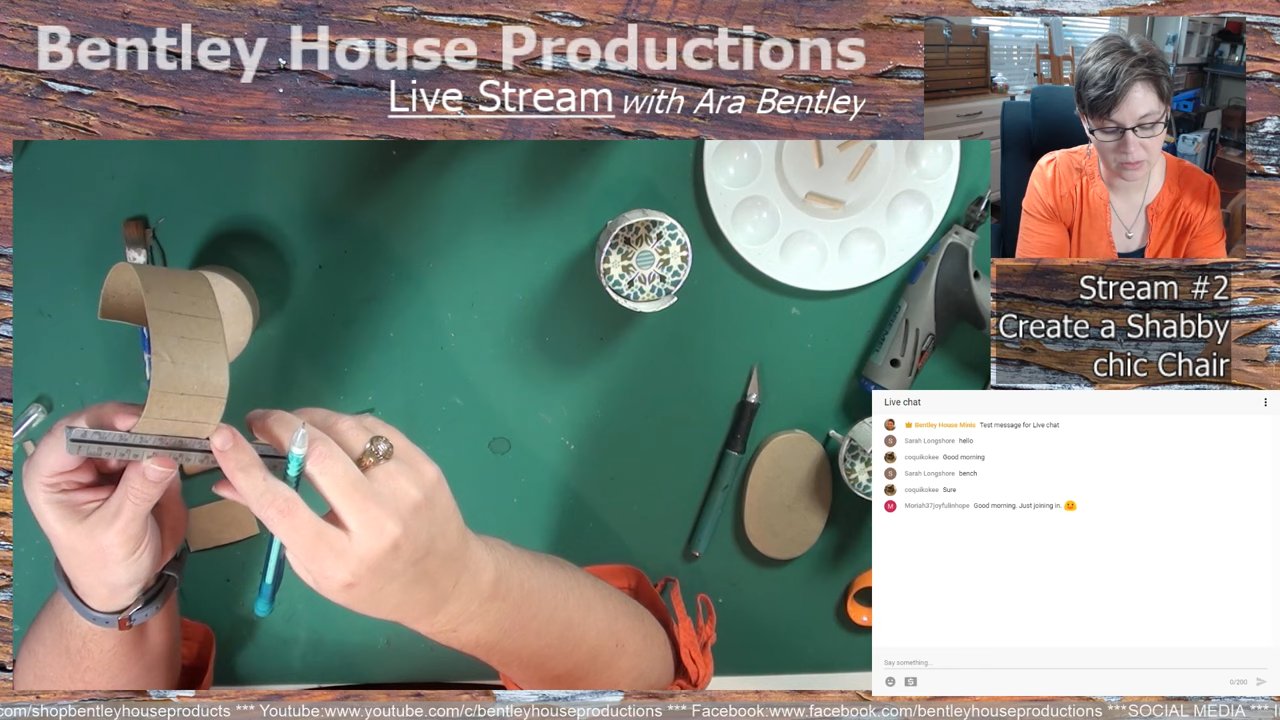 Bentley House Productions
Live Stream with Ara Bentley
Stream #2
Create a Shabby
chic Chair
Live chat
Bentley House Minis Test message for Live chat
S Sarah Longshore hello
coquikokee Good morning
S Sarah Longshore bench
coquikokee Sure
M Moriah37joyfulinhope Good morning. Just joining in.
Say something...
0/200
com/shopbentleyhouseproducts *** Youtube:www.youtube.com/c/bentleyhouseproductions *** Facebook:www.facebook.com/bentleyhouseproductions ***SOCIAL MEDIA ***